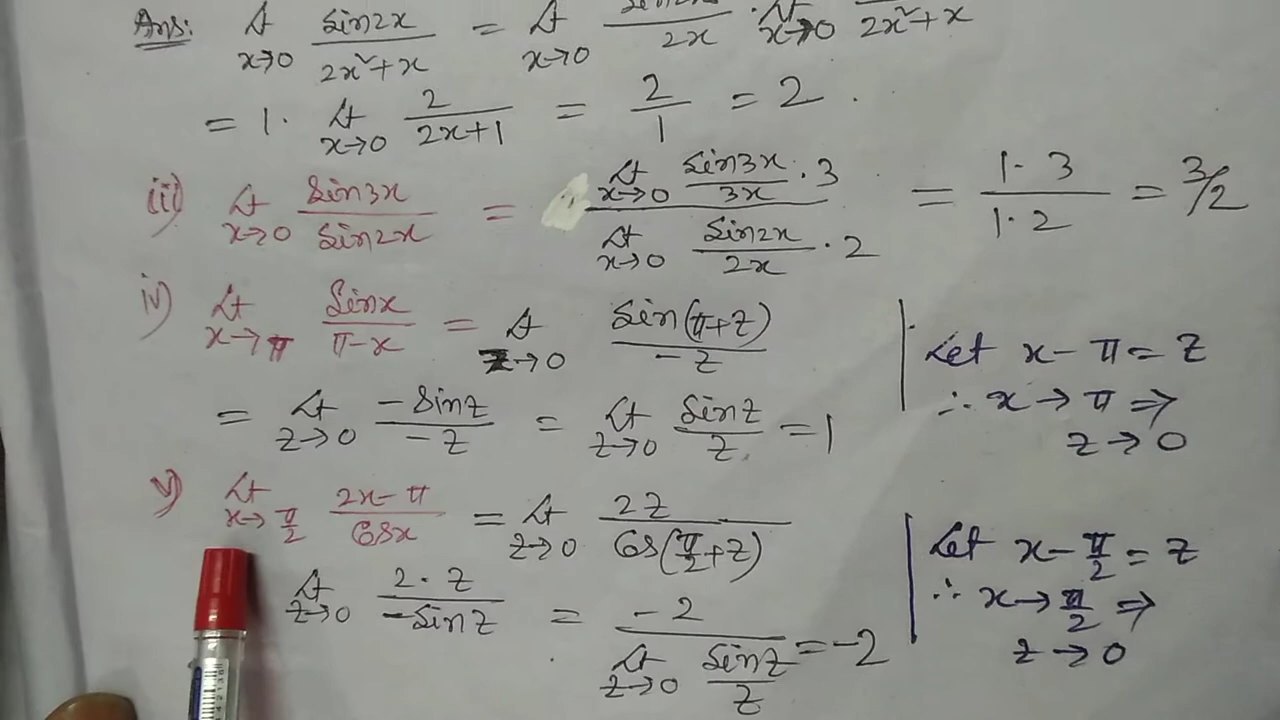 Ans: Lt x→0 sin2x / 2x²+x = Lt x→0 sin2x / 2x · Lt x→0 / 2x²+x
= 1. Lt x→0 2 / 2x+1 = 2/1 = 2 .
iii) Lt x→0 Sin3x / Sin2x = Lt x→0 Sin3x / 3x · 3 / Lt x→0 Sin2x / 2x · 2 = 1·3 / 1·2 = 3/2
iv) Lt x→π Sinx / π-x = Lt z→0 Sin(π+z) / -z
Let x-π = z
= Lt z→0 -Sinz / -z = Lt z→0 Sinz / z = 1
∴ x→π ⇒
z→0
v) Lt x→π/2 2x-π / Cosx = Lt z→0 2z / Cos(π/2+z)
Let x-π/2 = z
Lt z→0 2·z / -Sinz = -2 / Lt z→0 Sinz / z = -2
∴ x→π/2 ⇒
z→0